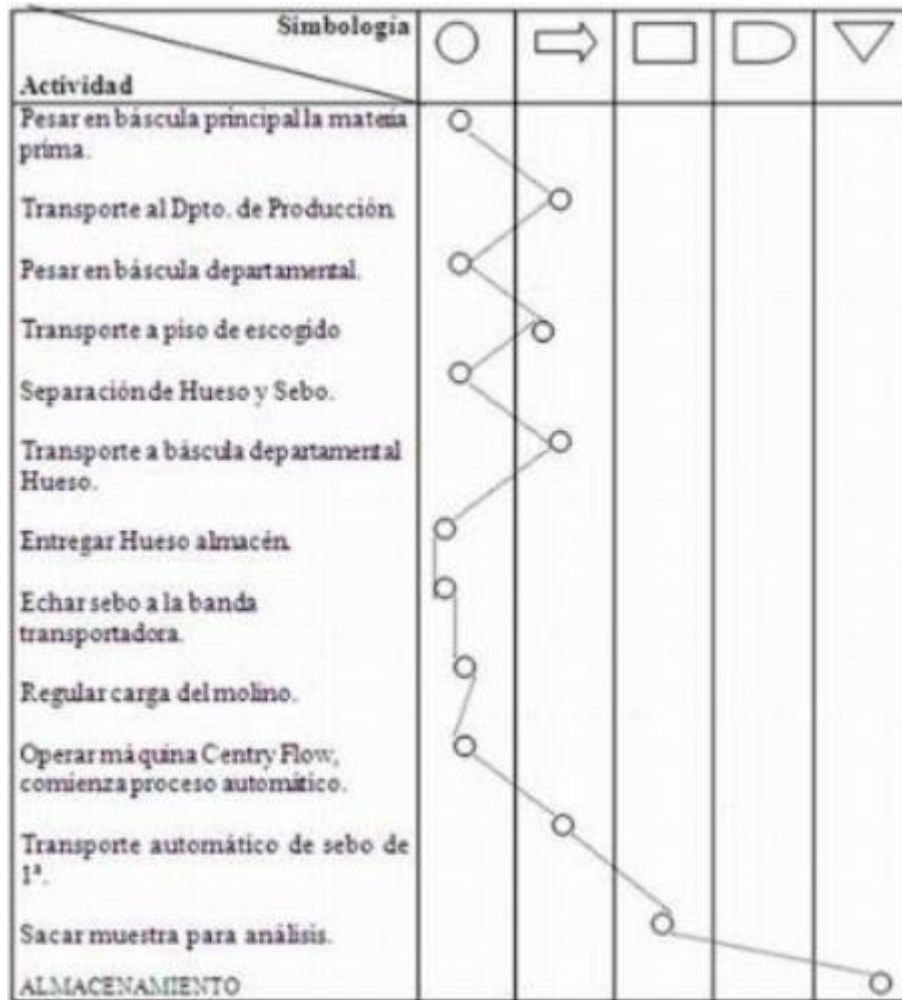 Simbología
Actividad
Pesar en báscula principal la materia
prima.
Transporte al Dpto. de Producción
Pesar en báscula departamental.
Transporte a piso de escogido
Separación de Hueso y Sebo.
Transporte a báscula departamental
Hueso.
Entregar Hueso almacén.
Echar sebo a la banda
transportadora.
Regular carga del molino.
Operar máquina Centry Flow,
comienza proceso automático.
Transporte automático de sebo de
1ª.
Sacar muestra para análisis.
ALMACENAMIENTO